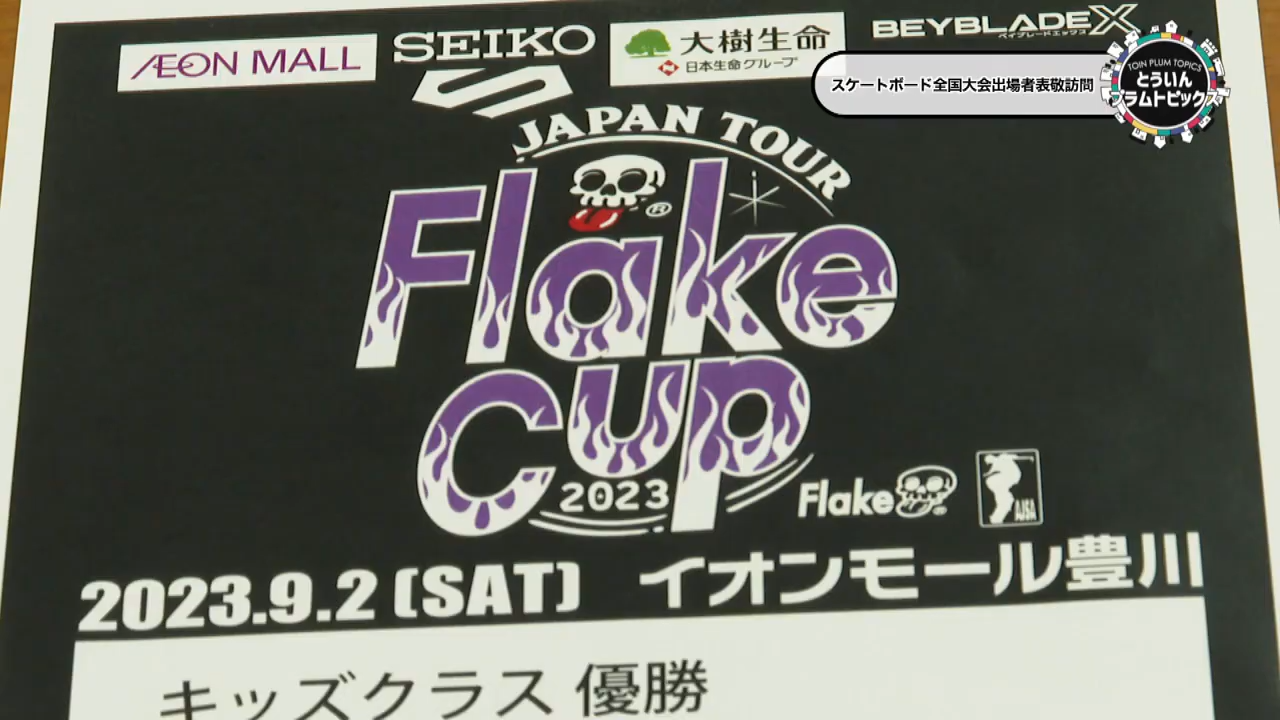 AEON MALL
SEIKO
大樹生命
日本生命グループ
BEYBLADE X
ベイブレードエックス
スケートボード全国大会出場者表敬訪問
TOIN PLUM TOPICS
とういん
プラムトピックス
JAPAN TOUR
Flake
®
Cup
2023
Flake
AJSA
2023.9.2 (SAT) イオンモール豊川
キッズクラス 優勝